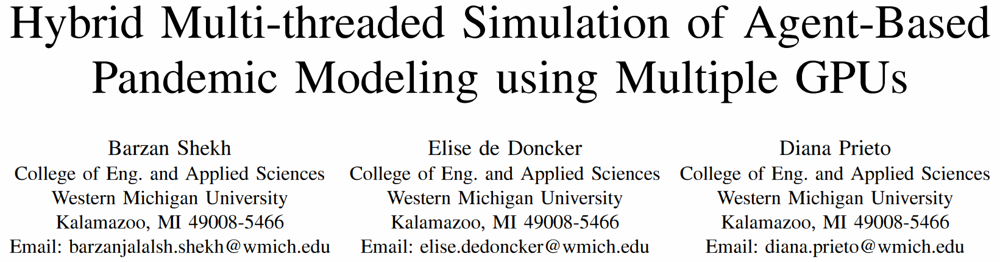 Hybrid Multi-threaded Simulation of Agent-Based
Pandemic Modeling using Multiple GPUs
Barzan Shekh
College of Eng. and Applied Sciences
Western Michigan University
Kalamazoo, MI 49008-5466
Email: barzanjalalsh.shekh@wmich.edu
Elise de Doncker
College of Eng. and Applied Sciences
Western Michigan University
Kalamazoo, MI 49008-5466
Email: elise.dedoncker@wmich.edu
Diana Prieto
College of Eng. and Applied Sciences
Western Michigan University
Kalamazoo, MI 49008-5466
Email: diana.prieto@wmich.edu